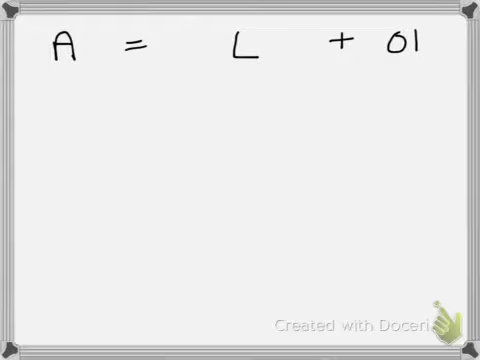 A = L + OI
Created with Doceri